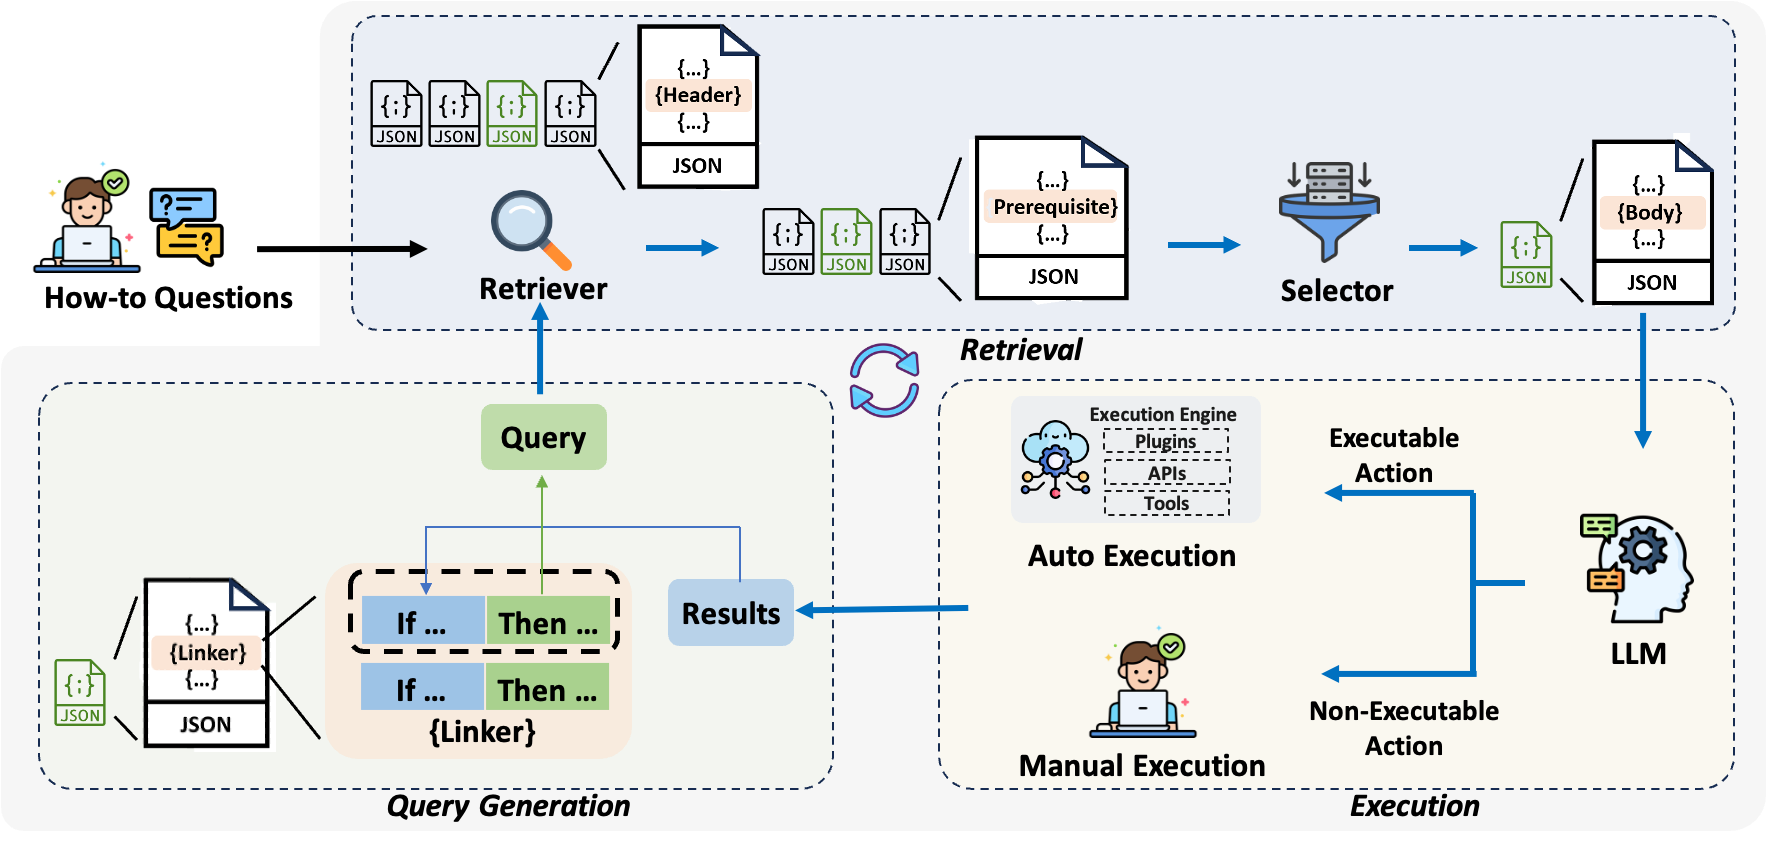 {...}
{Header}
{...}
JSON
{;}
JSON
{;}
JSON
{;}
JSON
{;}
JSON
?
?
How-to Questions
Retriever
{;}
JSON
{;}
JSON
{;}
JSON
{...}
Prerequisite}
{...}
JSON
Selector
{;}
JSON
{...}
{Body}
{...}
JSON
Retrieval
Query
If ...
Then ...
If ...
Then ...
{Linker}
Results
{...}
{Linker}
{...}
JSON
{;}
JSON
Query Generation
Execution Engine
Plugins
APIs
Tools
Auto Execution
Executable
Action
LLM
Non-Executable
Action
Manual Execution
Execution